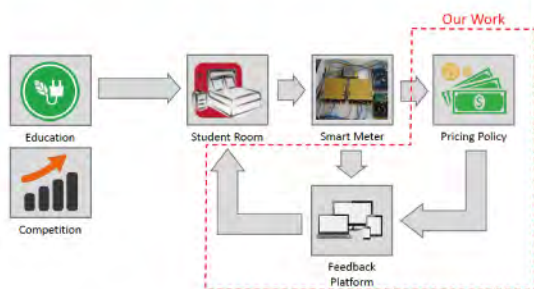 Our Work
Education
Student Room
Smart Meter
Pricing Policy
Competition
Feedback
Platform